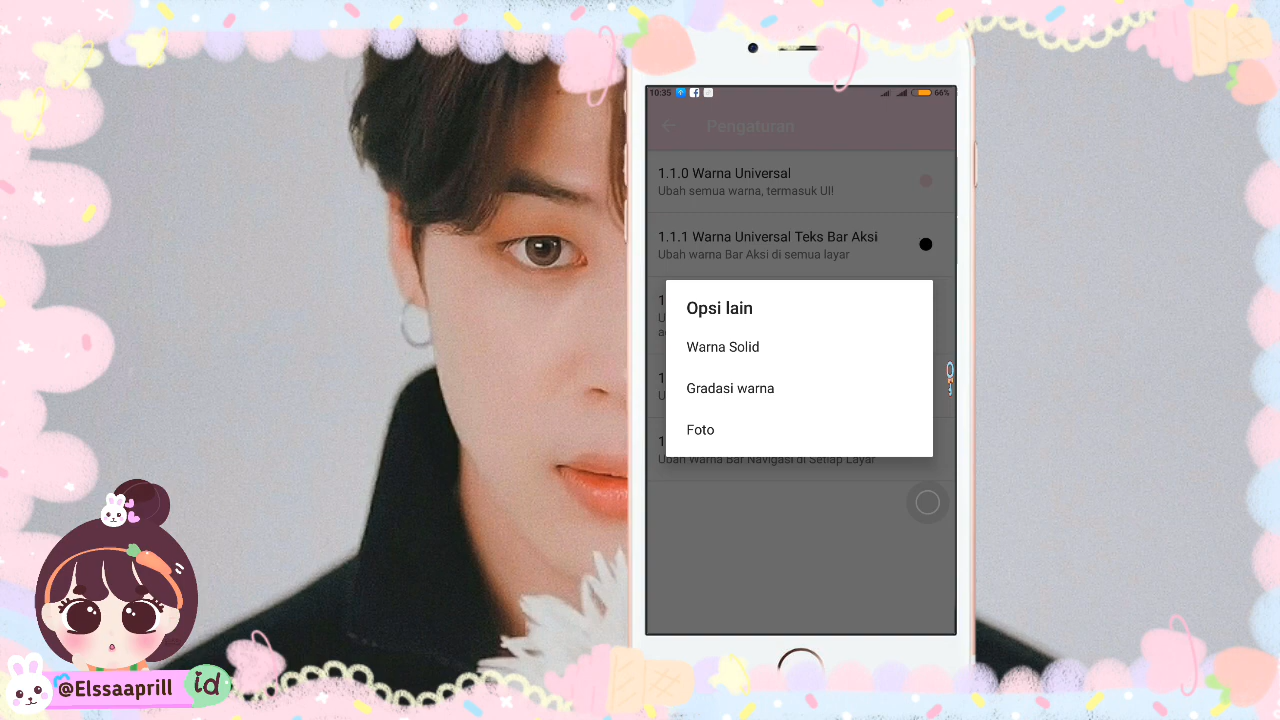 10:35
66%
Pengaturan
1.1.0 Warna Universal
Ubah semua warna, termasuk UI!
1.1.1 Warna Universal Teks Bar Aksi
Ubah warna Bar Aksi di semua layar
Opsi lain
Warna Solid
Gradasi warna
Foto
Ubah Warna Bar Navigasi di Setiap Layar
@Elssaaprill
id